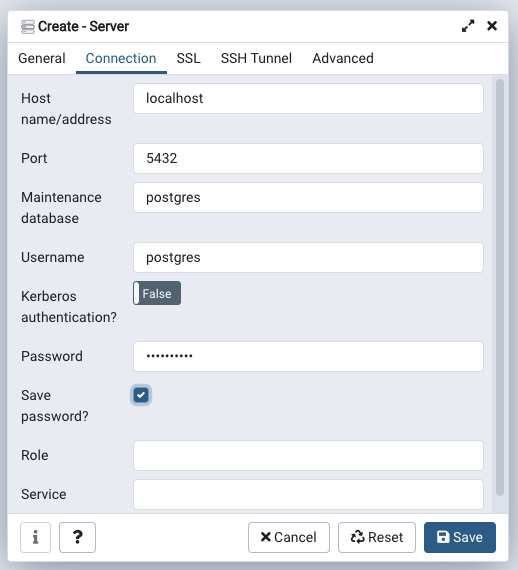 Create - Server
General Connection SSL SSH Tunnel Advanced
Host name/address
localhost
Port
5432
Maintenance database
postgres
Username
postgres
Kerberos authentication?
False
Password
••••••••••
Save password?
Role
Service
i ? Cancel Reset Save